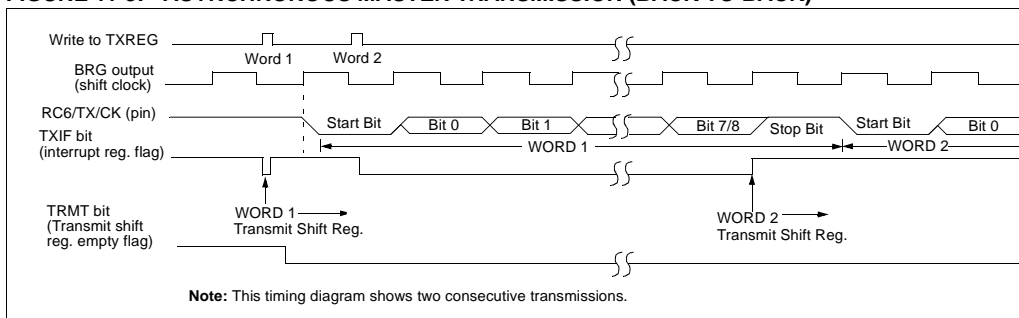 Write to TXREG
Word 1
Word 2
BRG output
(shift clock)
RC6/TX/CK (pin)
Start Bit
Bit 0
Bit 1
Bit 7/8
Stop Bit
Start Bit
Bit 0
TXIF bit
(interrupt reg. flag)
WORD 1
WORD 2
TRMT bit
(Transmit shift
reg. empty flag)
WORD 1
Transmit Shift Reg.
WORD 2
Transmit Shift Reg.
Note: This timing diagram shows two consecutive transmissions.